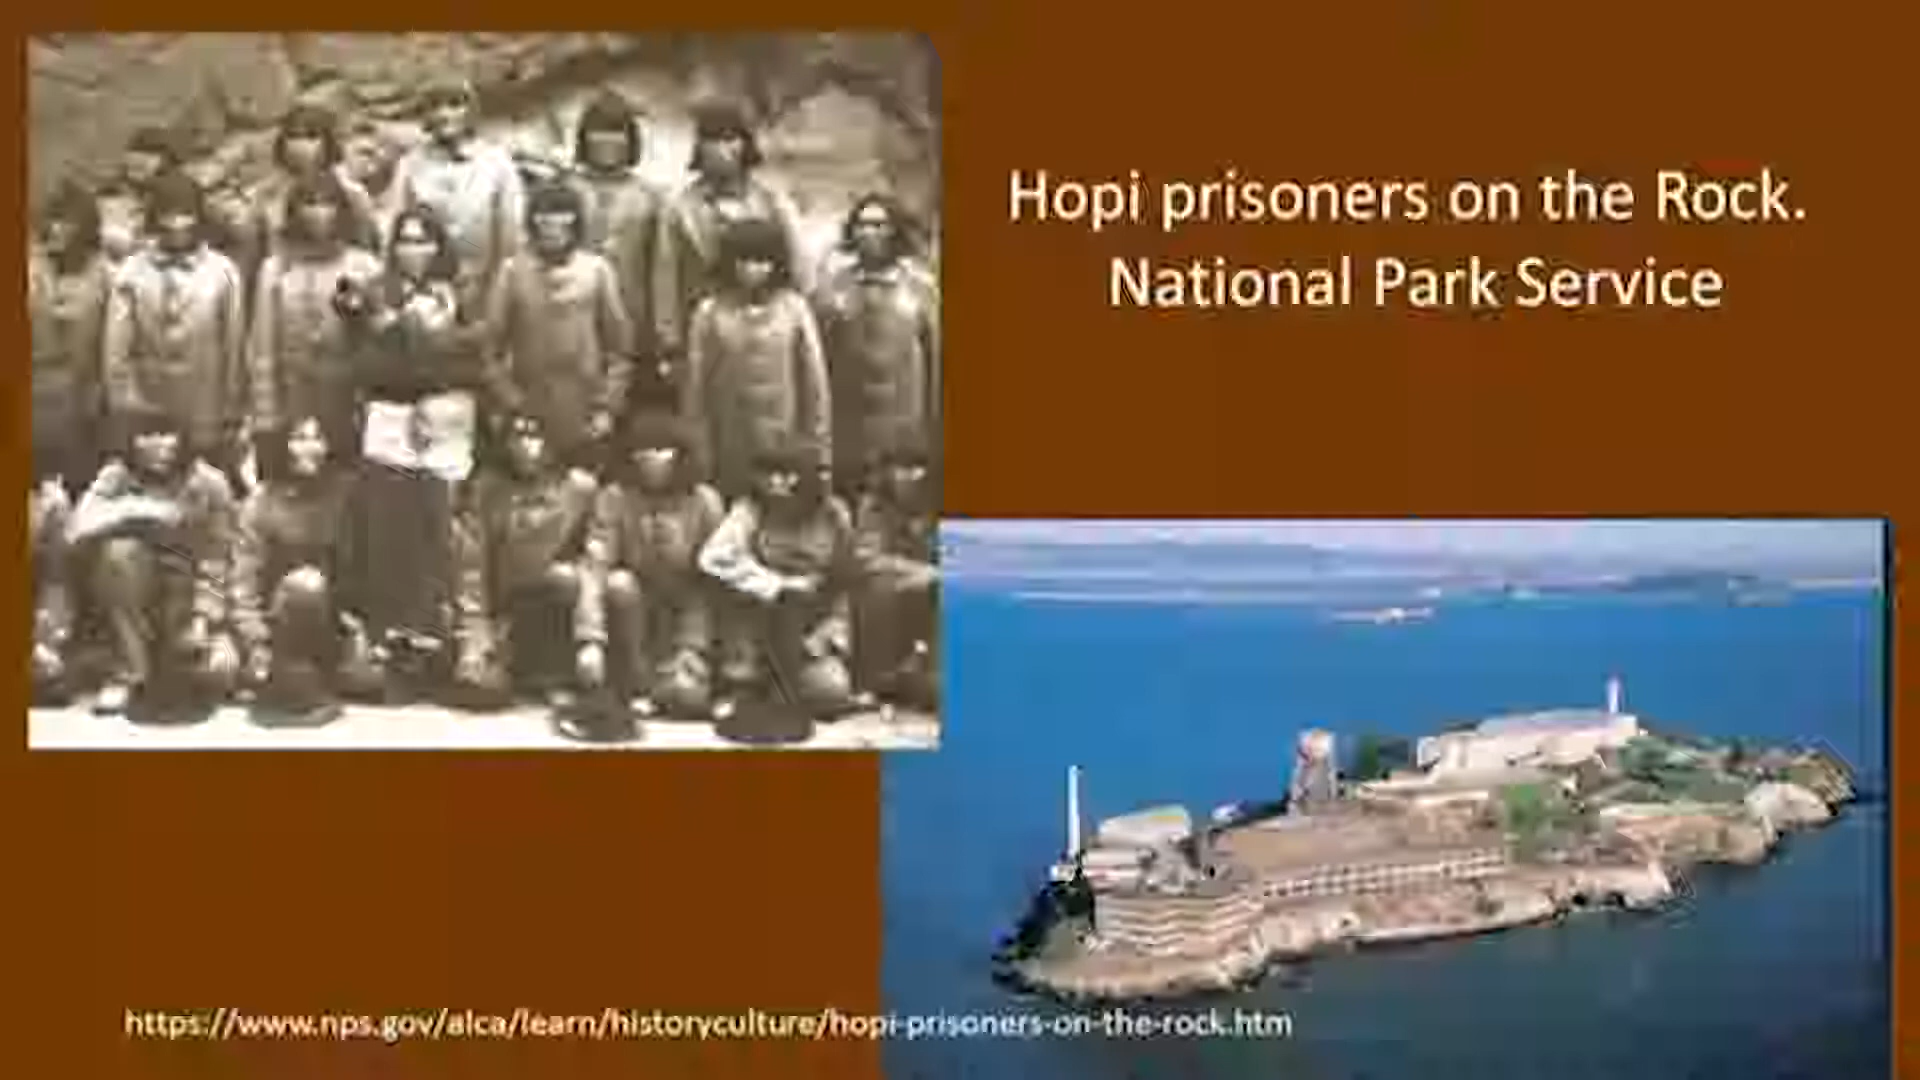 Hopi prisoners on the Rock.
National Park Service
https://www.nps.gov/alca/learn/historyculture/hopi-prisoners-on-the-rock.htm